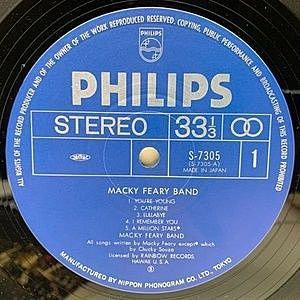 ALL RIGHTS OF THE RECORD PRODUCER AND OF THE OWNER OF THE WORK REPRODUCED RESERVED. COPYING, PUBLIC PERFORMANCE AND BROADCASTING OF THIS RECORD PROHIBITED
PHILIPS
PHILIPS
STEREO 33 1/3
S-7305
(S 7305-A)
MADE IN JAPAN
1
MACKY FEARY BAND
1. YOU'RE-YOUNG
2. CATHERINE
3. LULLABYE
4. I REMEMBER YOU
5. A MILLION STARS*
MACKY FEARY BAND
All songs written by Macky Feary except* which
by Chucky Souza
Licensed by RAINBOW RECORDS,
HAWAII U.S.A.
MANUFACTURED BY NIPPON PHONOGRAM CO., LTD., TOKYO